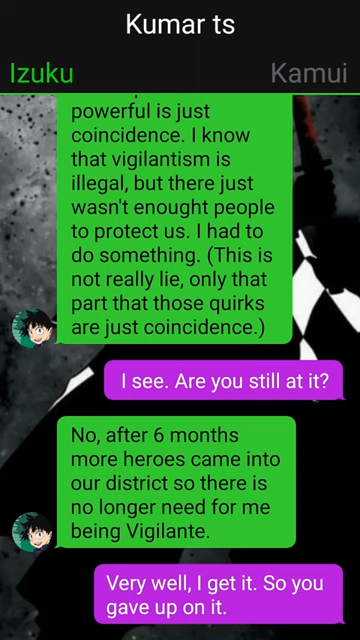 Kumar ts
Izuku
Kamui
powerful is just
coincidence. I know
that vigilantism is
illegal, but there just
wasn't enought people
to protect us. I had to
do something. (This is
not really lie, only that
part that those quirks
are just coincidence.)
I see. Are you still at it?
No, after 6 months
more heroes came into
our district so there is
no longer need for me
being Vigilante.
Very well, I get it. So you
gave up on it.